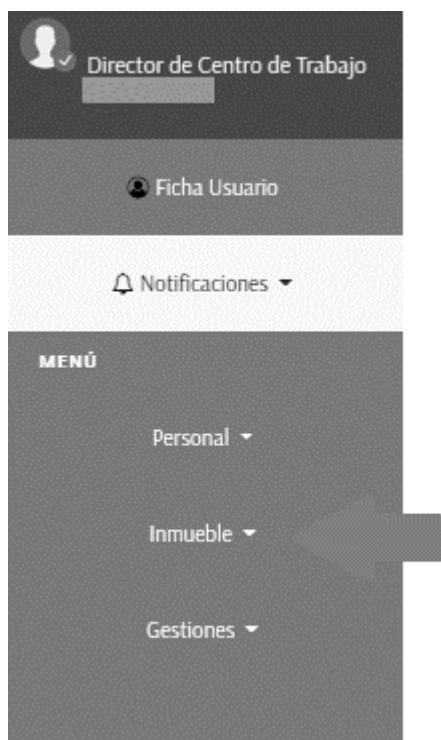 Director de Centro de Trabajo
Ficha Usuario
Notificaciones
MENÚ
Personal
Inmueble
Gestiones